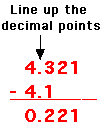 Line up the
decimal points
4.321
- 4.1
0.221